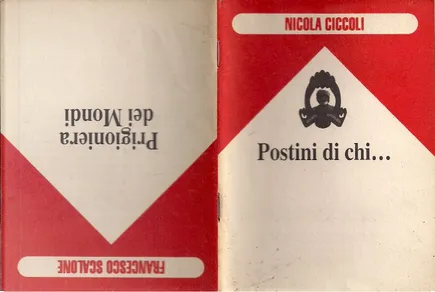 NICOLA CICCOLI
Postini di chi...
FRANCESCO SCALONE
Prigioniera
dei Mondi